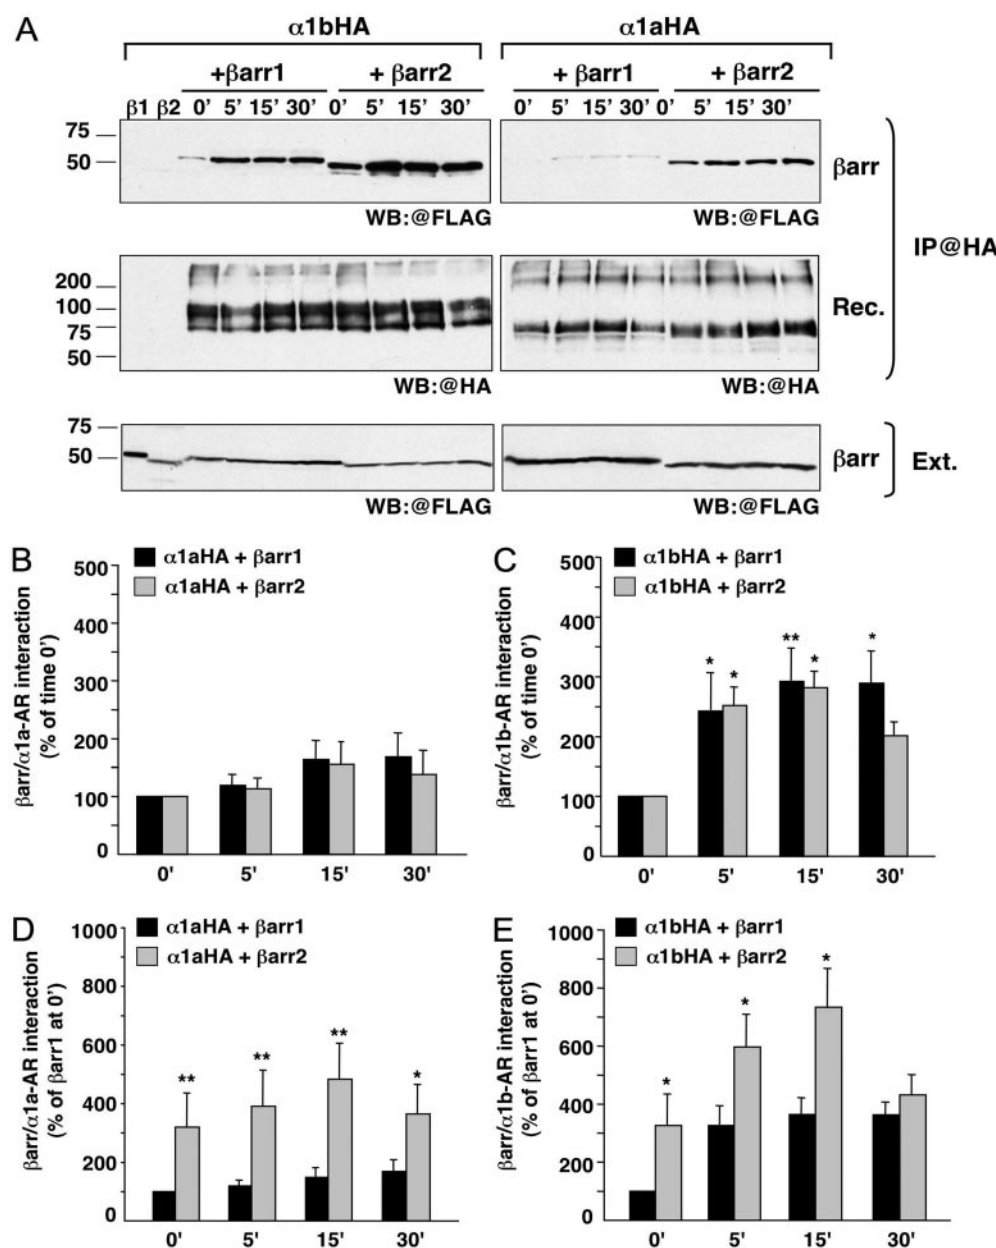 A
α1bHA α1aHA
+βarr1 + βarr2 + βarr1 + βarr2
β1 β2 0' 5' 15' 30' 0' 5' 15' 30' 0' 5' 15' 30' 0' 5' 15' 30'
75
50
βarr
WB:@FLAG WB:@FLAG
IP@HA
200
100
75
50
Rec.
WB:@HA WB:@HA
75
50
βarr
Ext.
WB:@FLAG WB:@FLAG
B
α1aHA + βarr1
α1aHA + βarr2
βarr/α1a-AR interaction
(% of time 0')
500
400
300
200
100
0
0' 5' 15' 30'
C
α1bHA + βarr1
α1bHA + βarr2
βarr/α1b-AR interaction
(% of time 0')
500
400
300
200
100
0
* * ** * *
0' 5' 15' 30'
D
α1aHA + βarr1
α1aHA + βarr2
βarr/α1a-AR interaction
(% of βarr1 at 0')
1000
800
600
400
200
0
** ** ** *
0' 5' 15' 30'
E
α1bHA + βarr1
α1bHA + βarr2
βarr/α1b-AR interaction
(% of βarr1 at 0')
1000
800
600
400
200
0
* * *
0' 5' 15' 30'